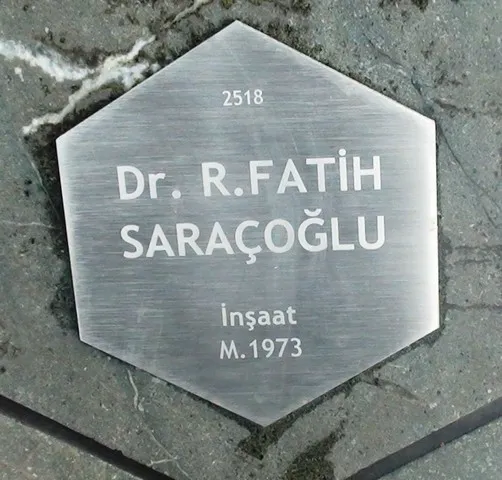 2518
Dr. R.FATİH
SARAÇOĞLU
İnşaat
M.1973